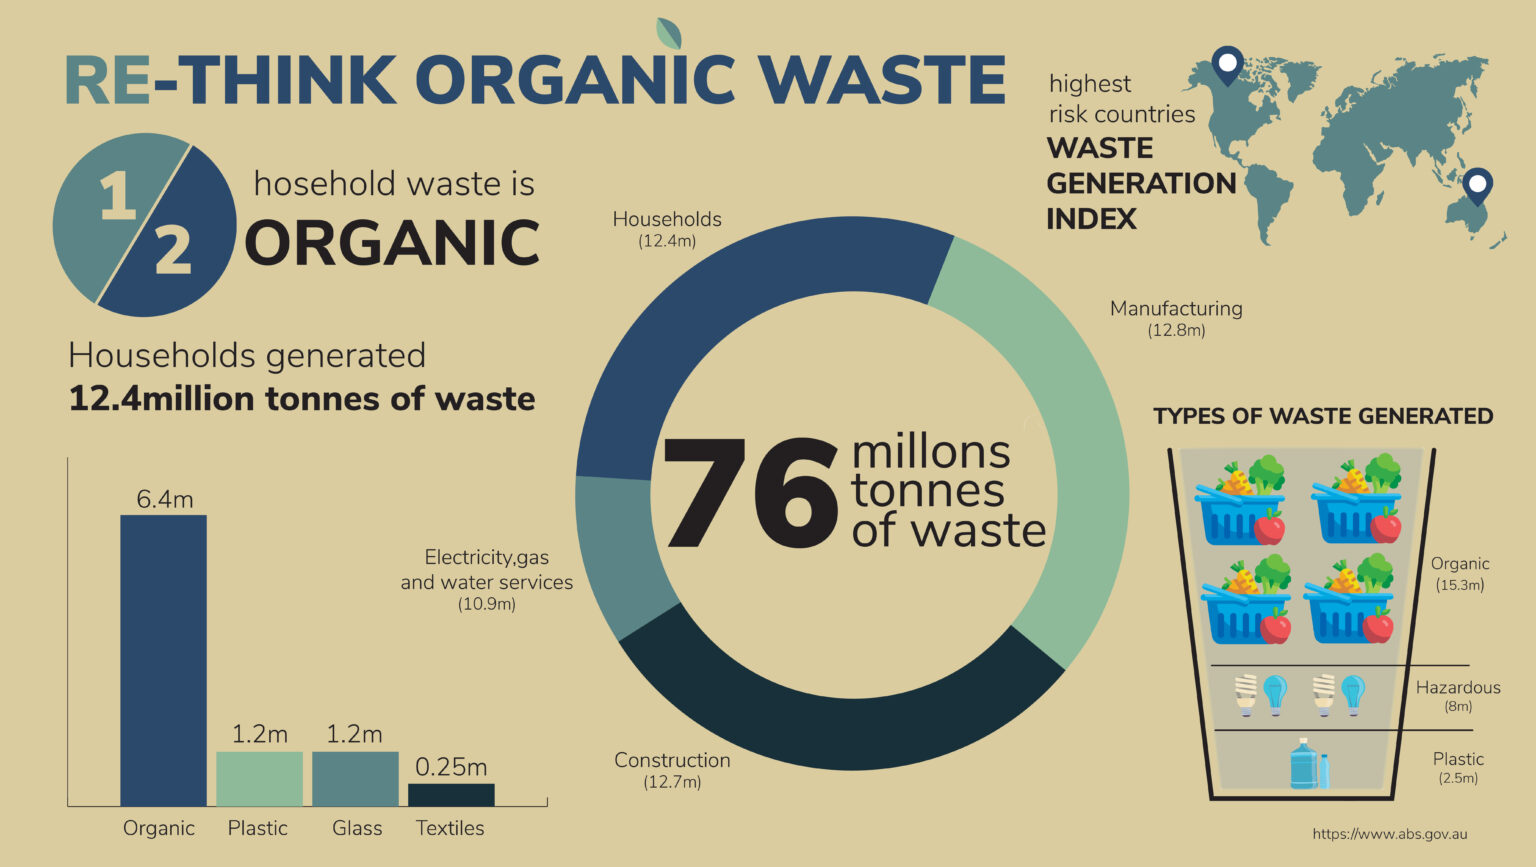 RE-THINK ORGANIC WASTE
1
2
hosehold waste is
ORGANIC
Households generated
12.4million tonnes of waste
6.4m
1.2m
1.2m
0.25m
Organic
Plastic
Glass
Textiles
Households
(12.4m)
Manufacturing
(12.8m)
Electricity,gas
and water services
(10.9m)
Construction
(12.7m)
76
millons
tonnes
of waste
highest
risk countries
WASTE
GENERATION
INDEX
TYPES OF WASTE GENERATED
Organic
(15.3m)
Hazardous
(8m)
Plastic
(2.5m)
https://www.abs.gov.au